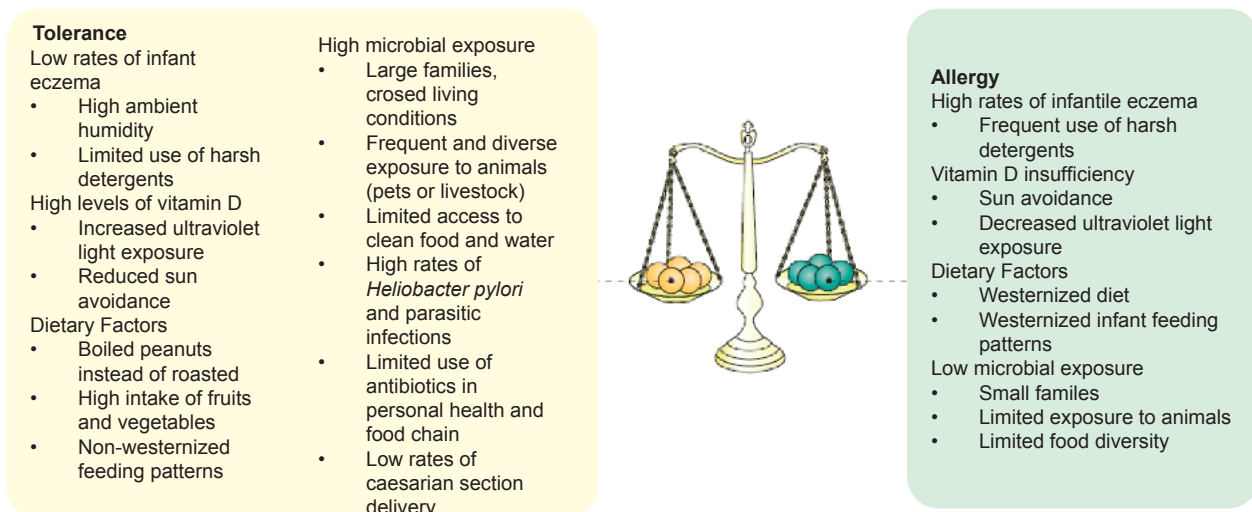 Tolerance
Low rates of infant
eczema
• High ambient
humidity
• Limited use of harsh
detergents
High levels of vitamin D
• Increased ultraviolet
light exposure
• Reduced sun
avoidance
Dietary Factors
• Boiled peanuts
instead of roasted
• High intake of fruits
and vegetables
• Non-westernized
feeding patterns
High microbial exposure
• Large families,
crosed living
conditions
• Frequent and diverse
exposure to animals
(pets or livestock)
• Limited access to
clean food and water
• High rates of
Heliobacter pylori
and parasitic
infections
• Limited use of
antibiotics in
personal health and
food chain
• Low rates of
caesarian section
delivery
Allergy
High rates of infantile eczema
• Frequent use of harsh
detergents
Vitamin D insufficiency
• Sun avoidance
• Decreased ultraviolet light
exposure
Dietary Factors
• Westernized diet
• Westernized infant feeding
patterns
Low microbial exposure
• Small familes
• Limited exposure to animals
• Limited food diversity